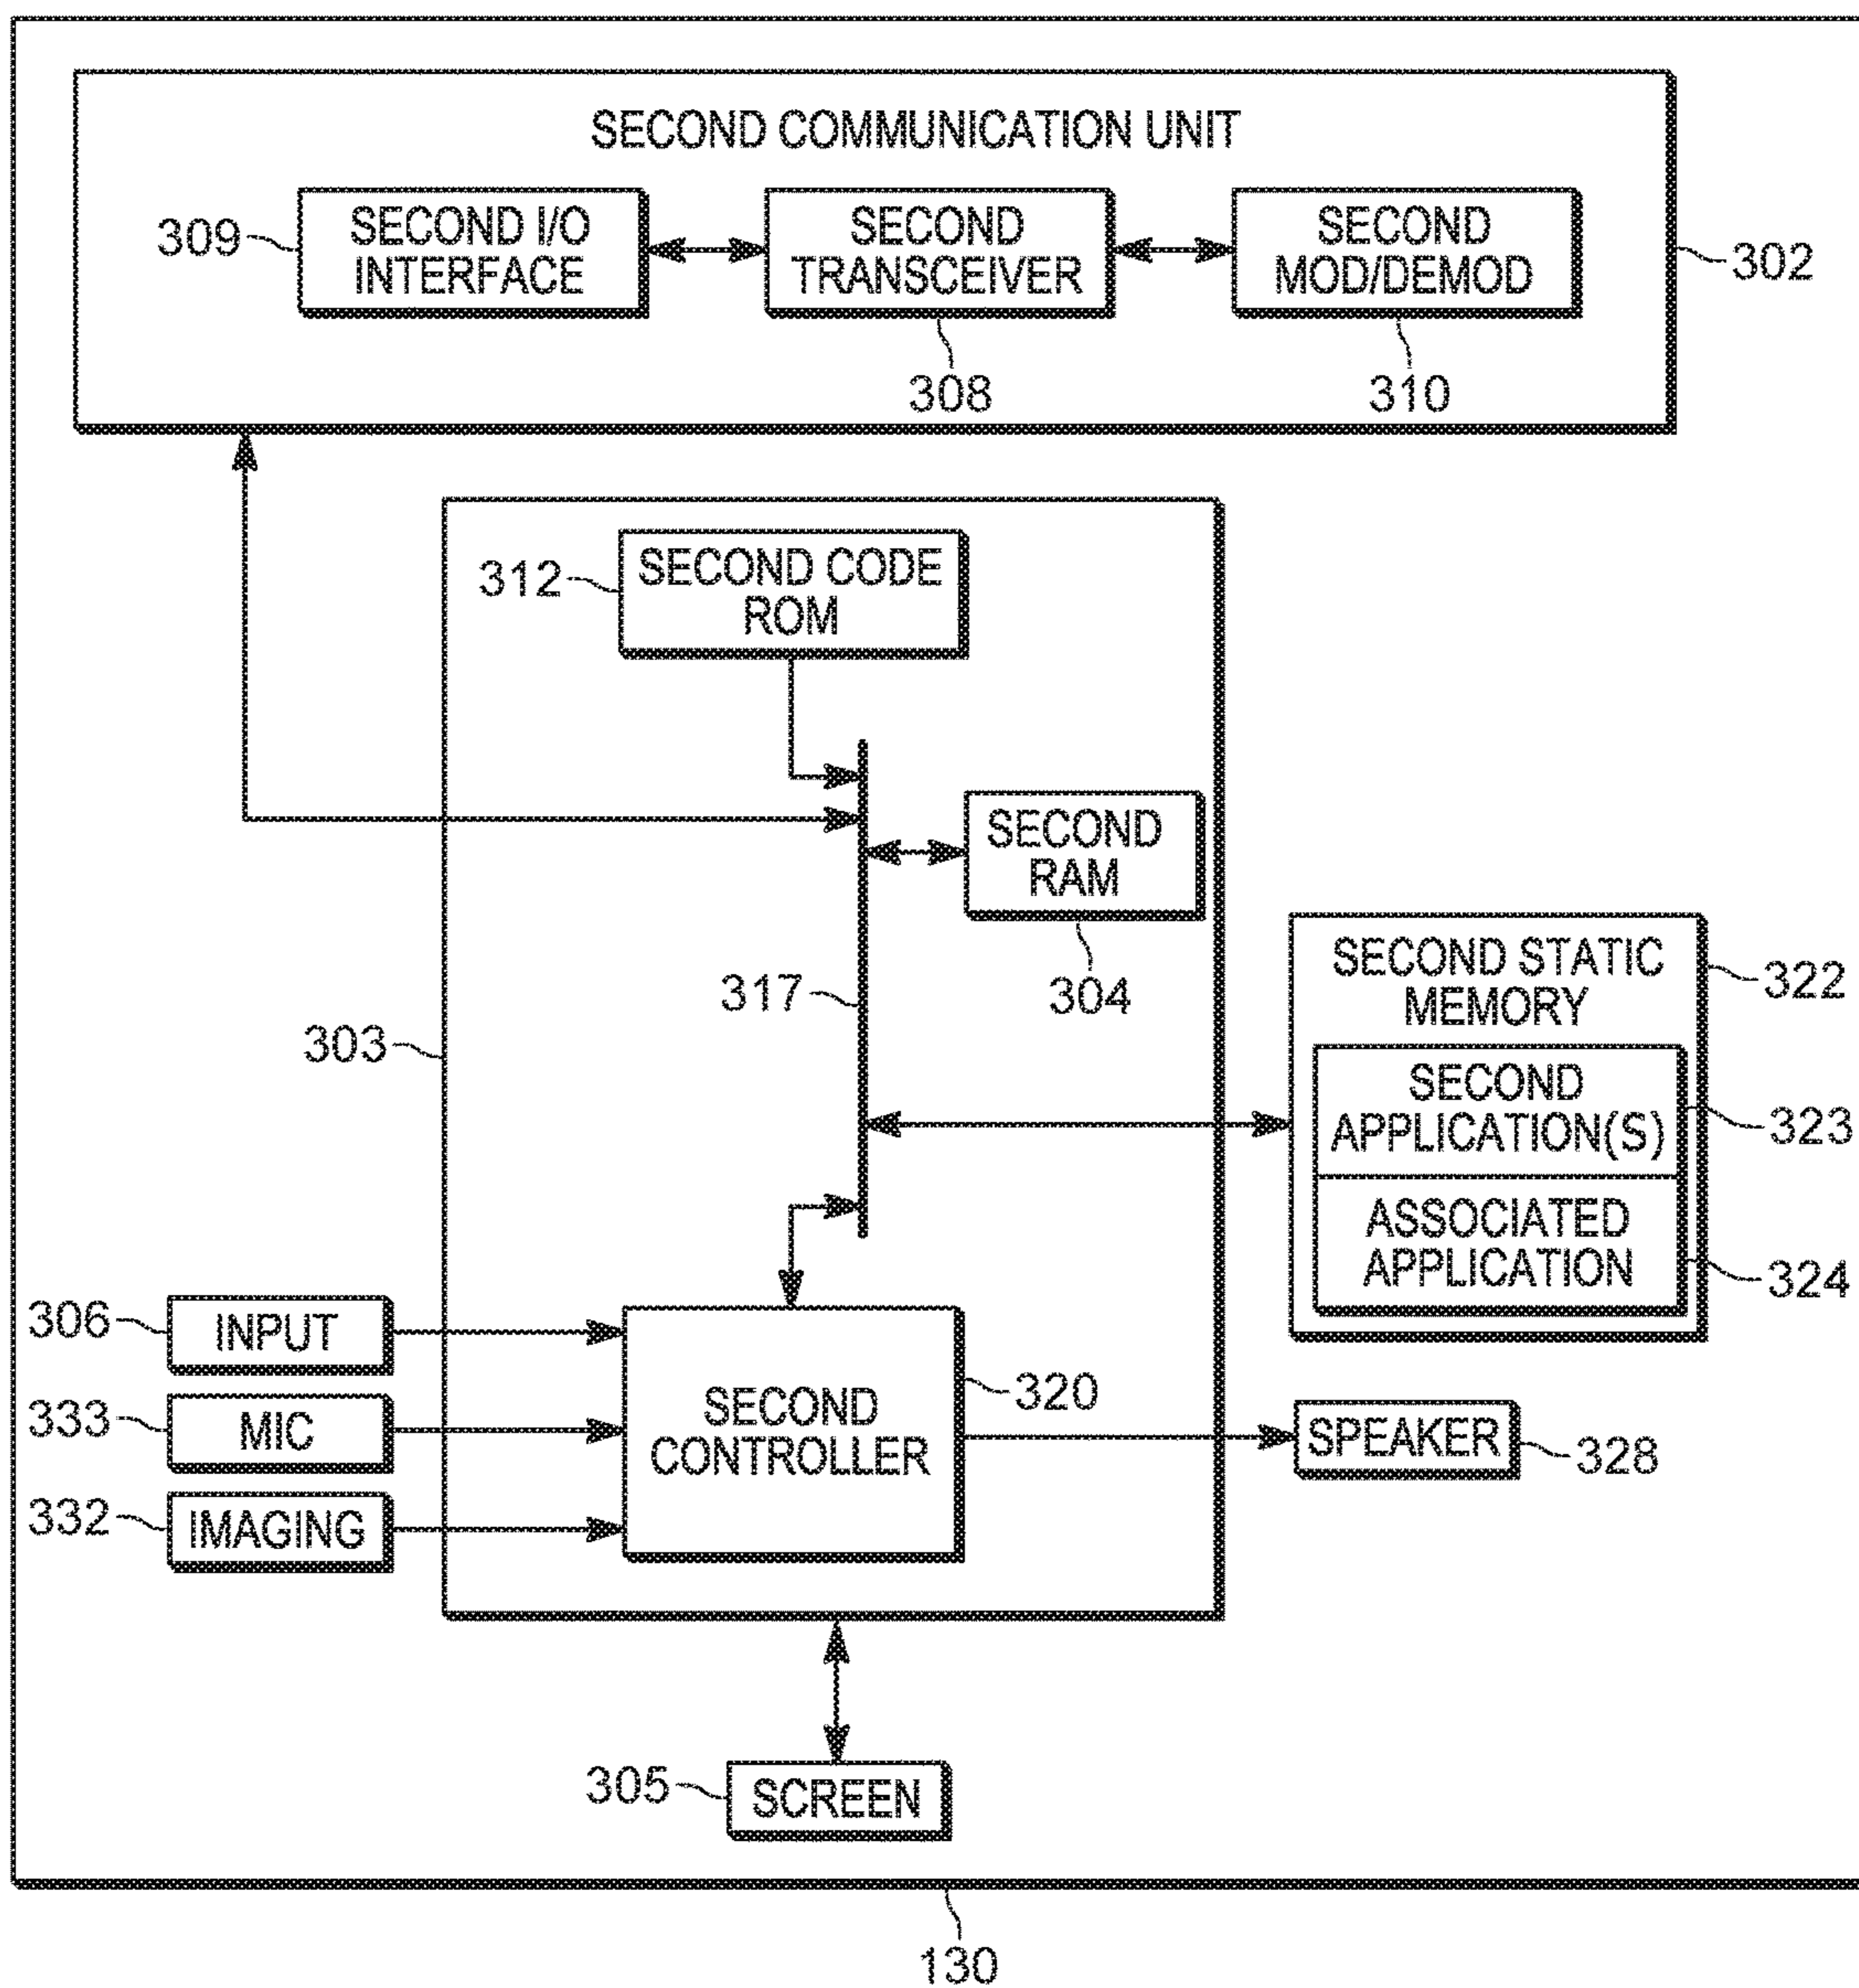 SECOND COMMUNICATION UNIT
309
SECOND I/O
INTERFACE
SECOND
TRANSCEIVER
SECOND
MOD/DEMOD
302
308
310
312
SECOND CODE
ROM
SECOND
RAM
304
317
303
SECOND STATIC
MEMORY
322
SECOND
APPLICATION(S)
323
ASSOCIATED
APPLICATION
324
306
INPUT
333
MIC
332
IMAGING
SECOND
CONTROLLER
320
SPEAKER
328
305
SCREEN
130